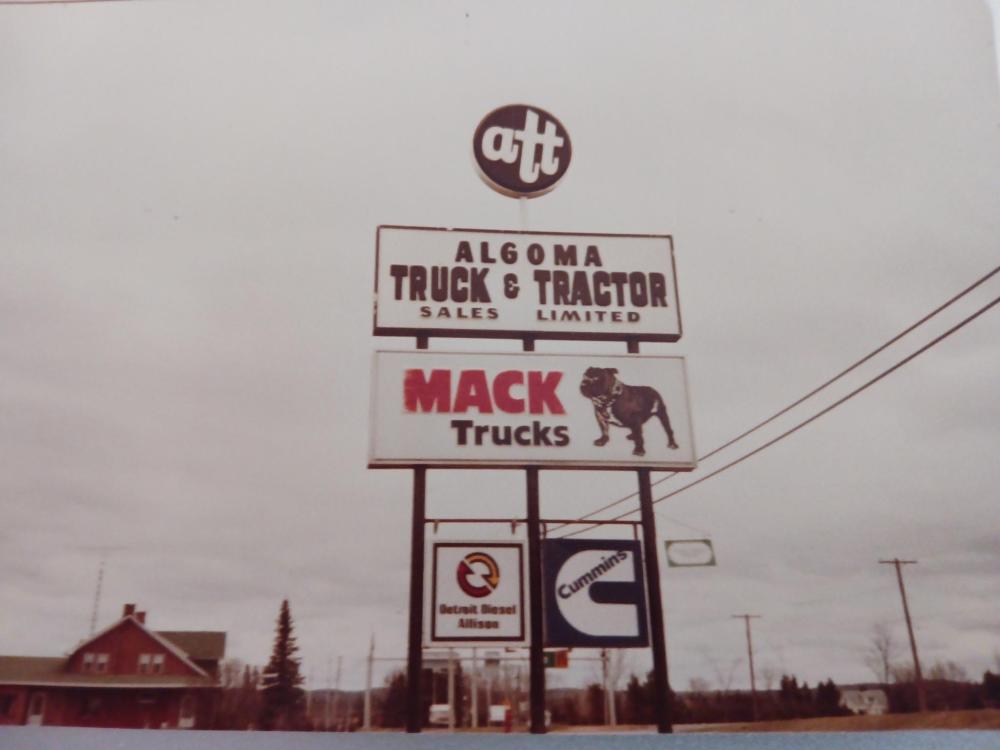 att
ALGOMA
TRUCK & TRACTOR
SALES LIMITED
MACK
Trucks
Detroit Diesel
Allison
Cummins